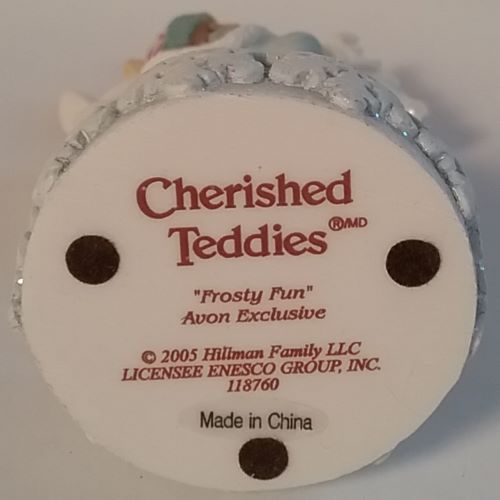 Cherished
Teddies ®/MD
"Frosty Fun"
Avon Exclusive
© 2005 Hillman Family LLC
LICENSEE ENESCO GROUP, INC.
118760
Made in China